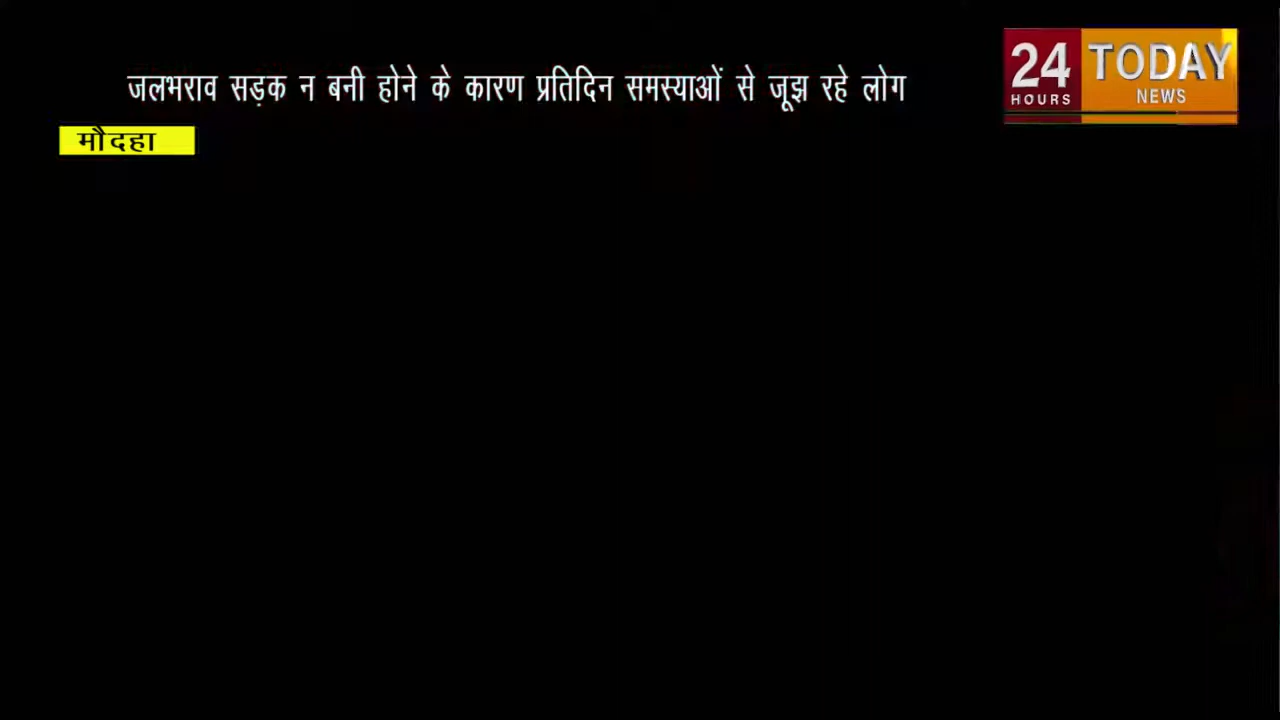 जलभराव सड़क न बनी होने के कारण प्रतिदिन समस्याओं से जूझ रहे लोग
24 TODAY
HOURS NEWS
मौदहा